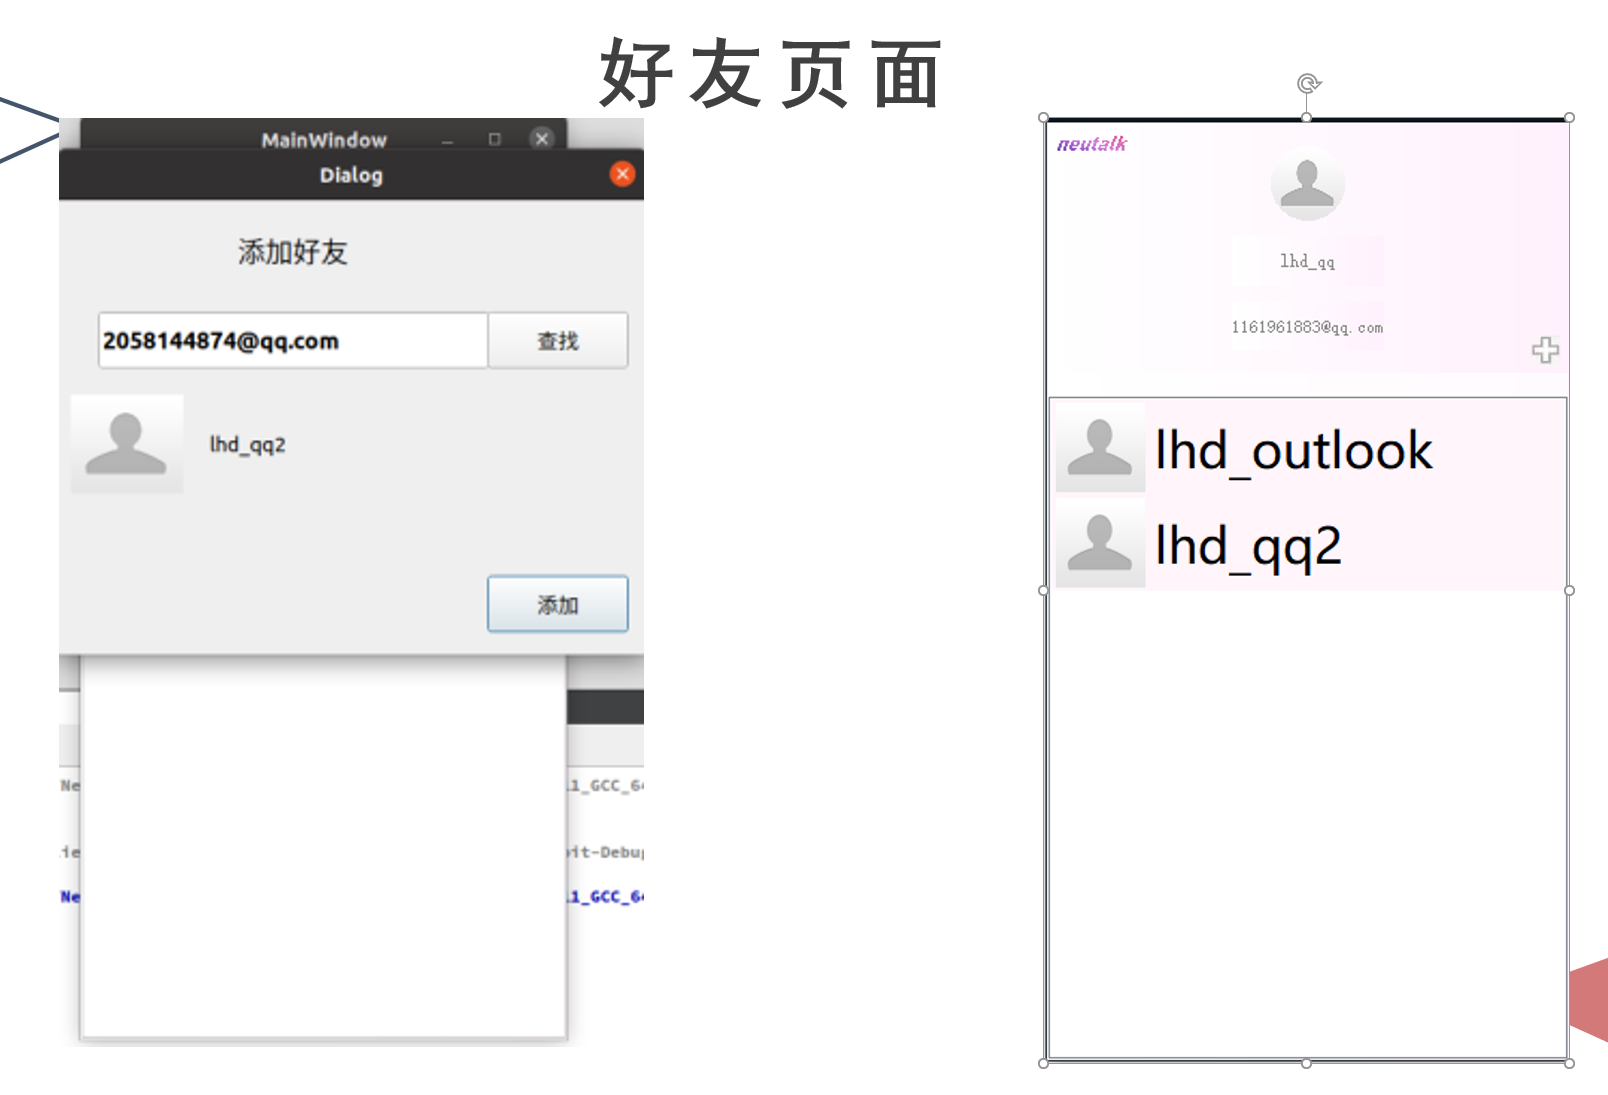 好友页面
MainWindow
Dialog
添加好友
2058144874@qq.com
查找
lhd_qq2
添加
1_GCC_6
ie
it-Debu
Ne
1_GCC_6
neutalk
lhd_qq
1161961883@qq.com
lhd_outlook
lhd_qq2